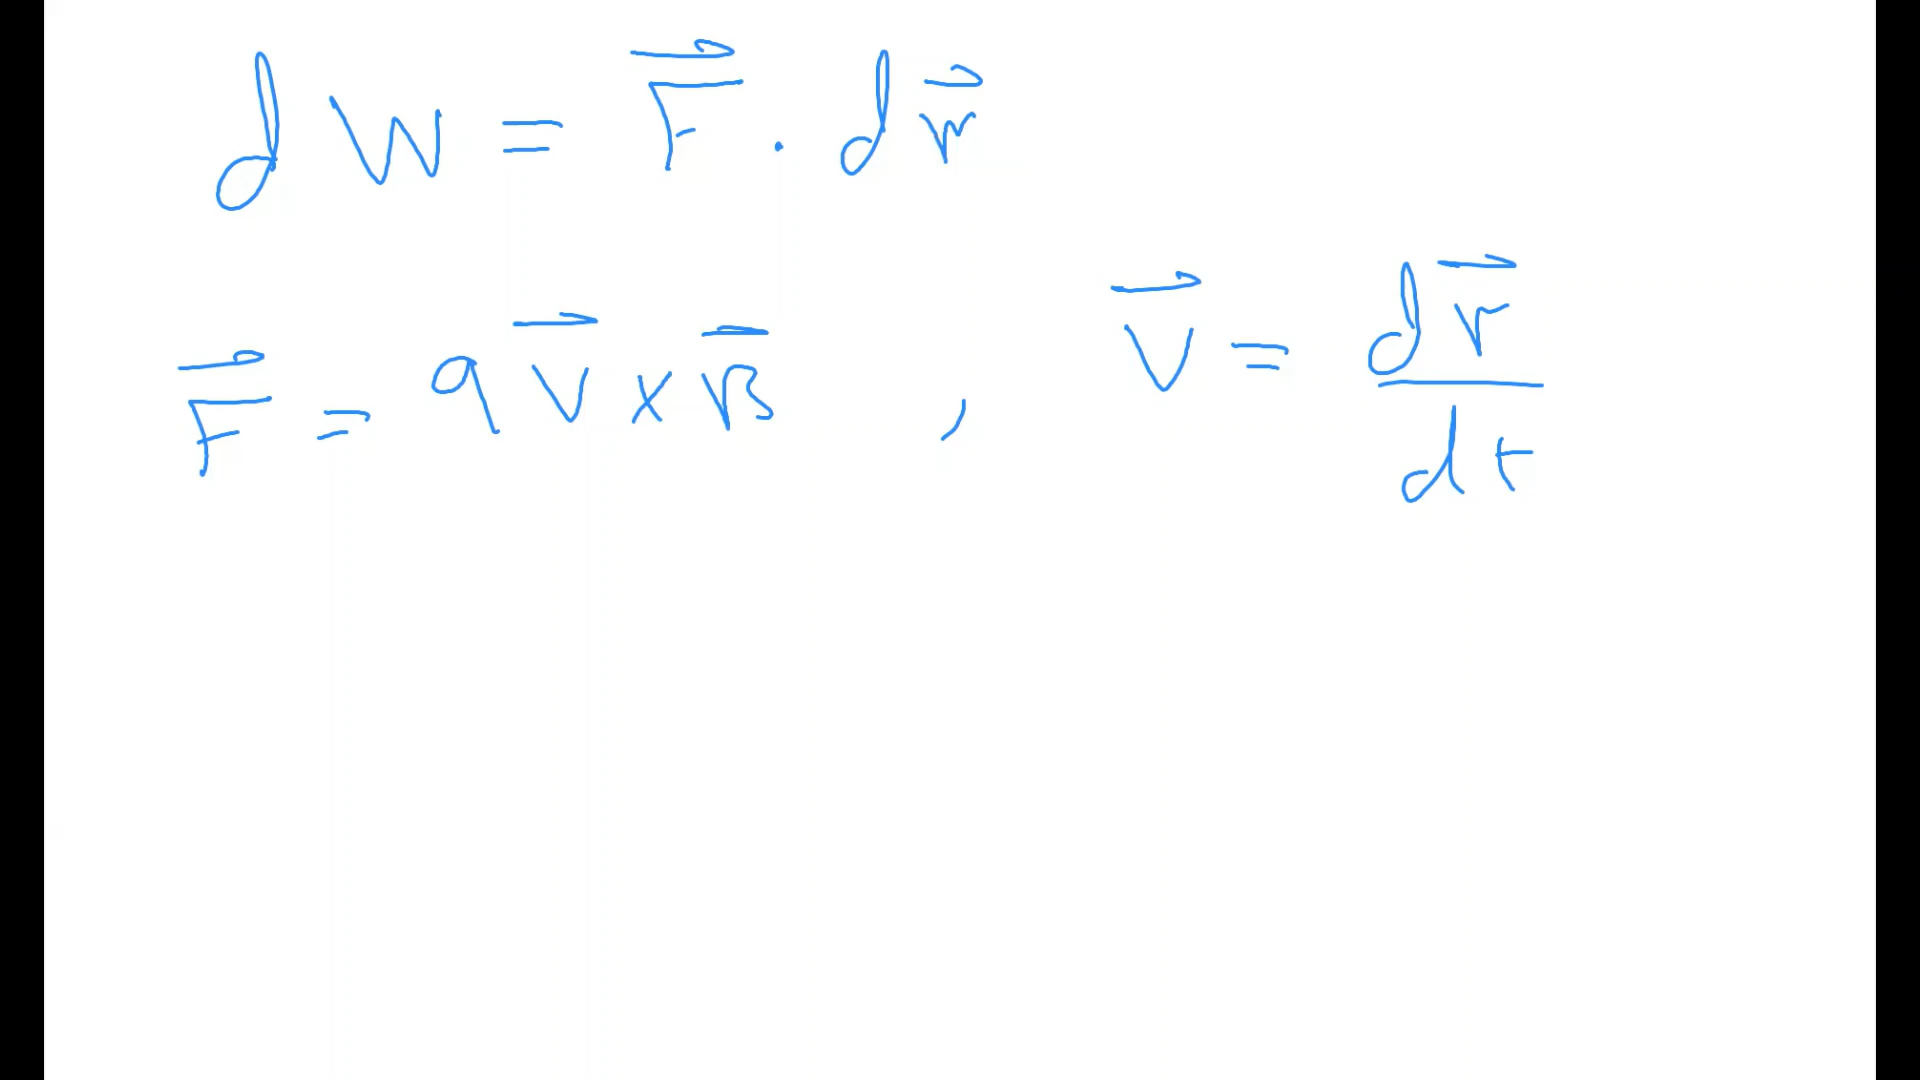 dW = F⃗ · dr⃗
F⃗ = q v⃗ × B⃗ , v⃗ = dr⃗/dt